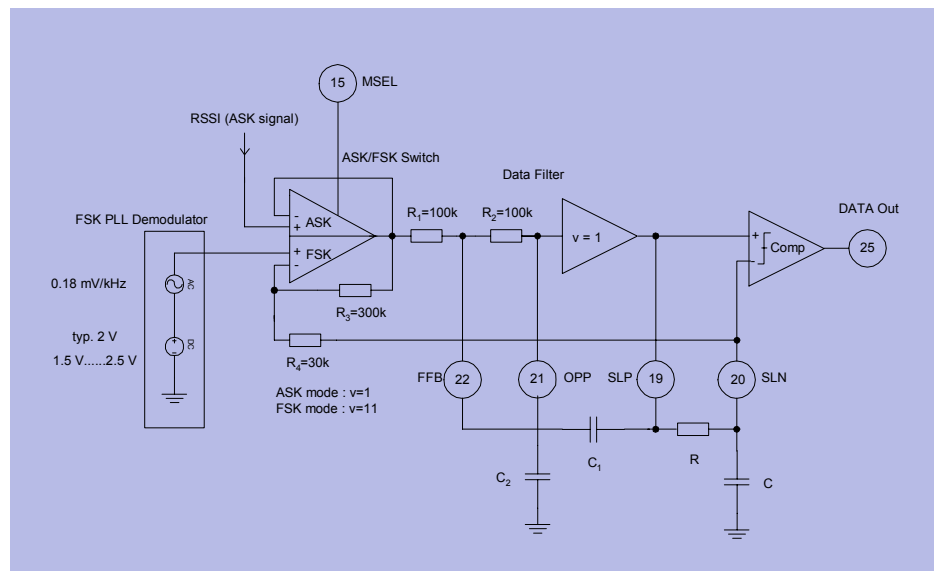 15
MSEL
RSSI (ASK signal)
ASK/FSK Switch
Data Filter
FSK PLL Demodulator
-
+
ASK
+
FSK
-
R1=100k
R2=100k
v = 1
+
-
Comp
DATA Out
25
0.18 mV/kHz
AC
R3=300k
typ. 2 V
1.5 V......2.5 V
+
-
DC
R4=30k
ASK mode : v=1
FSK mode : v=11
FFB
22
21
OPP
SLP
19
20
SLN
C1
R
C2
C